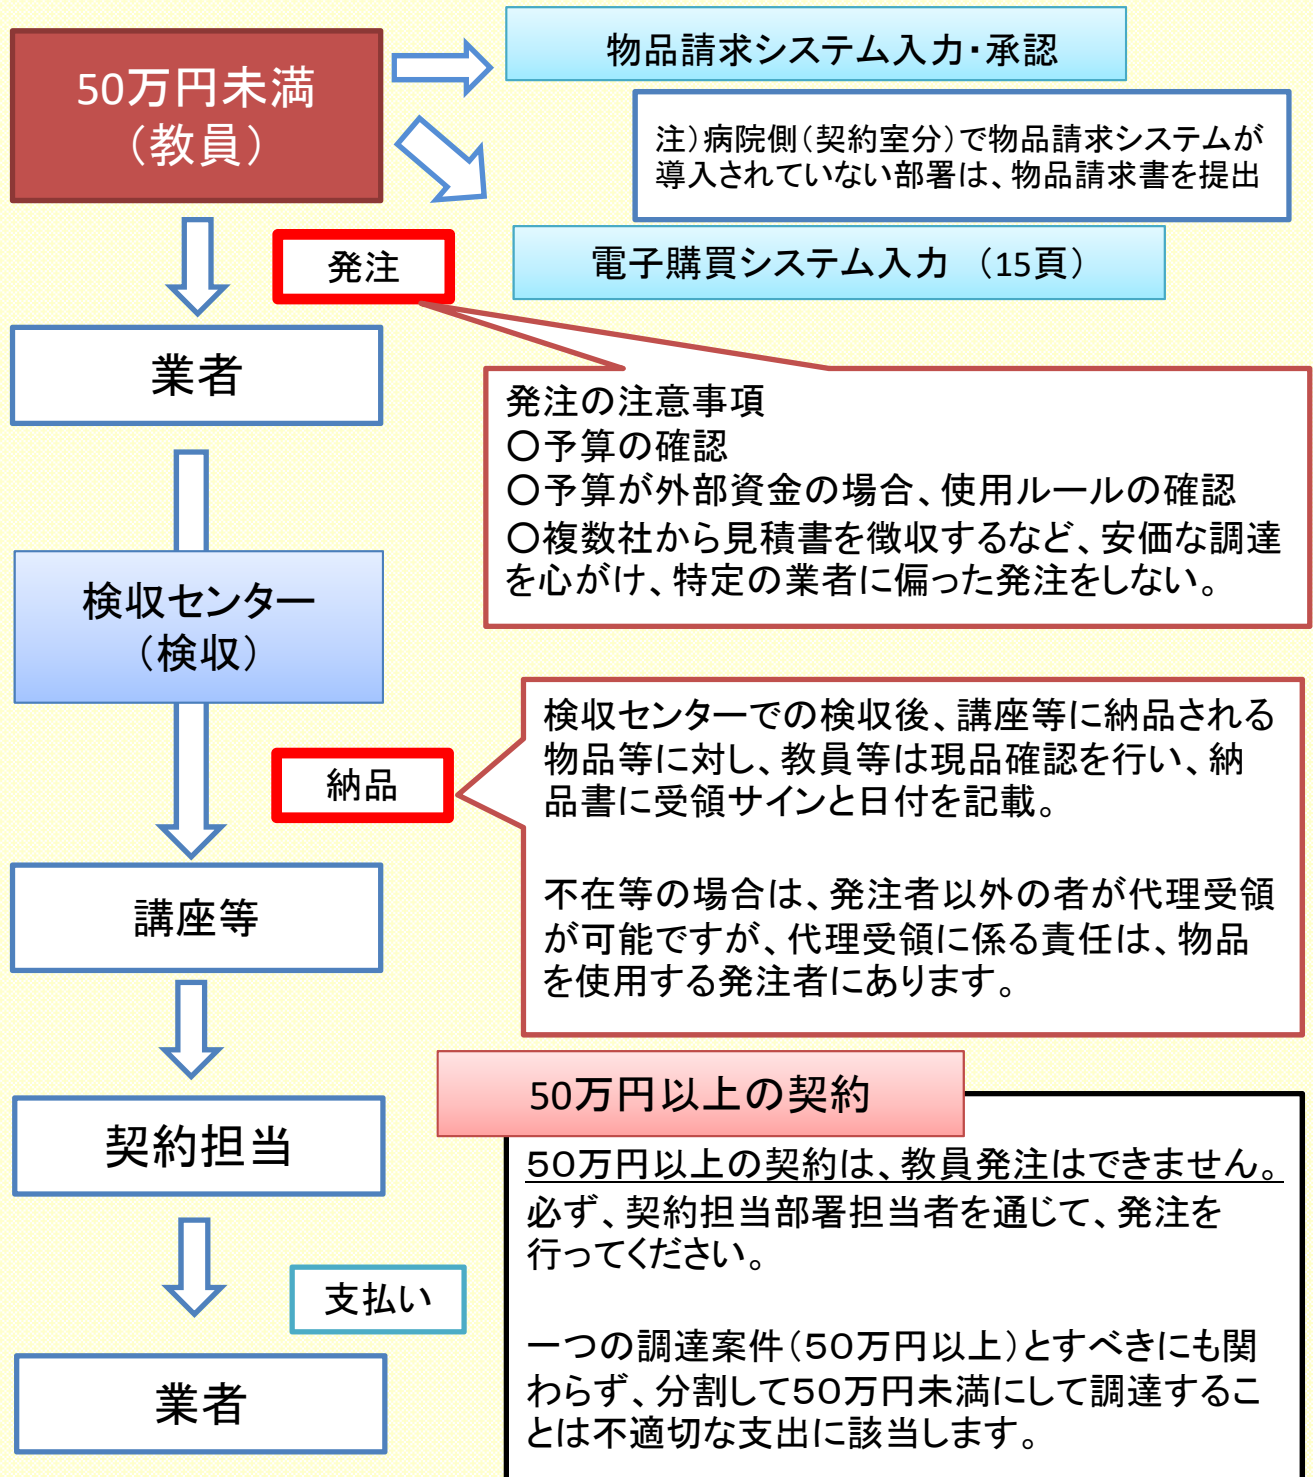 50万円未満
（教員）
物品請求システム入力・承認
注）病院側（契約室分）で物品請求システムが
導入されていない部署は、物品請求書を提出
電子購買システム入力　（15頁）
発注
業者
発注の注意事項
○予算の確認
○予算が外部資金の場合、使用ルールの確認
○複数社から見積書を徴収するなど、安価な調達
を心がけ、特定の業者に偏った発注をしない。
検収センター
（検収）
納品
検収センターでの検収後、講座等に納品される
物品等に対し、教員等は現品確認を行い、納
品書に受領サインと日付を記載。
不在等の場合は、発注者以外の者が代理受領
が可能ですが、代理受領に係る責任は、物品
を使用する発注者にあります。
講座等
契約担当
支払い
業者
50万円以上の契約
５０万円以上の契約は、教員発注はできません。
必ず、契約担当部署担当者を通じて、発注を
行ってください。
一つの調達案件（５０万円以上）とすべきにも関
わらず、分割して５０万円未満にして調達するこ
とは不適切な支出に該当します。